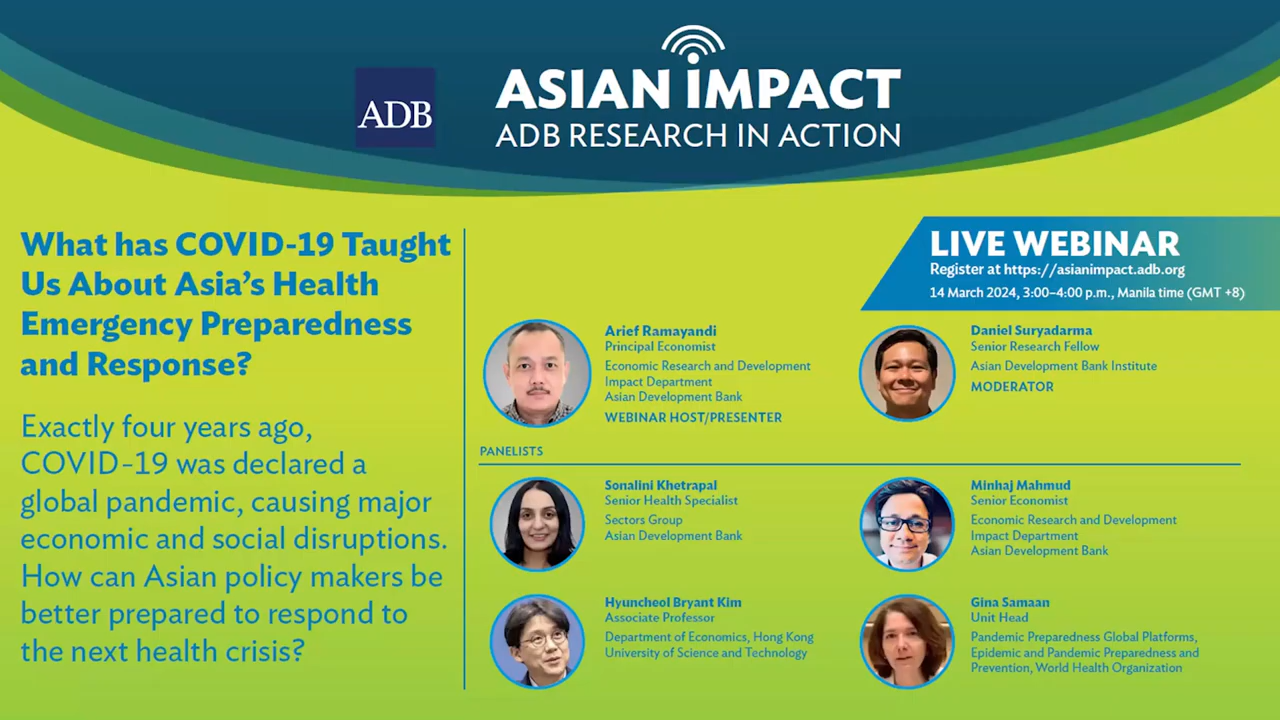 ADB
ASIAN IMPACT
ADB RESEARCH IN ACTION
What has COVID-19 Taught
Us About Asia’s Health
Emergency Preparedness
and Response?
Exactly four years ago,
COVID-19 was declared a
global pandemic, causing major
economic and social disruptions.
How can Asian policy makers be
better prepared to respond to
the next health crisis?
LIVE WEBINAR
Register at https://asianimpact.adb.org
14 March 2024, 3:00–4:00 p.m., Manila time (GMT +8)
Arief Ramayandi
Principal Economist
Economic Research and Development
Impact Department
Asian Development Bank
WEBINAR HOST/PRESENTER
Daniel Suryadarma
Senior Research Fellow
Asian Development Bank Institute
MODERATOR
PANELISTS
Sonalini Khetrapal
Senior Health Specialist
Sectors Group
Asian Development Bank
Minhaj Mahmud
Senior Economist
Economic Research and Development
Impact Department
Asian Development Bank
Hyuncheol Bryant Kim
Associate Professor
Department of Economics, Hong Kong
University of Science and Technology
Gina Samaan
Unit Head
Pandemic Preparedness Global Platforms,
Epidemic and Pandemic Preparedness and
Prevention, World Health Organization